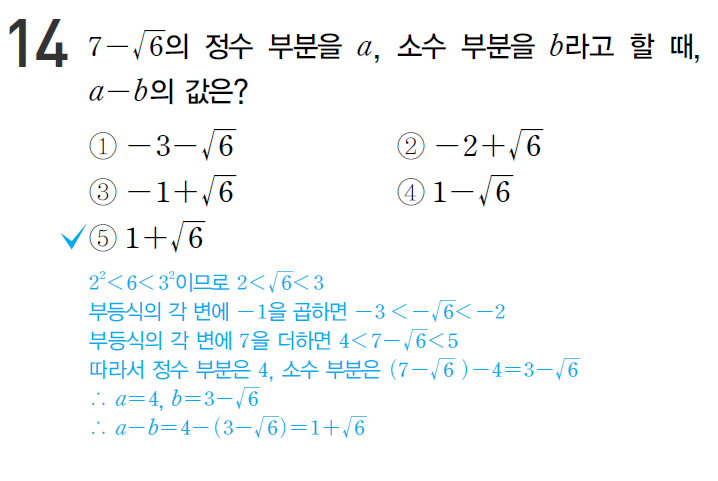 14 7-√6의 정수 부분을 a, 소수 부분을 b라고 할 때,
a-b의 값은?
① -3-√6 ② -2+√6
③ -1+√6 ④ 1-√6
⑤ 1+√6
2²<6<3²이므로 2<√6<3
부등식의 각 변에 -1을 곱하면 -3<-√6<-2
부등식의 각 변에 7을 더하면 4<7-√6<5
따라서 정수 부분은 4, 소수 부분은 (7-√6)-4=3-√6
∴ a=4, b=3-√6
∴ a-b=4-(3-√6)=1+√6